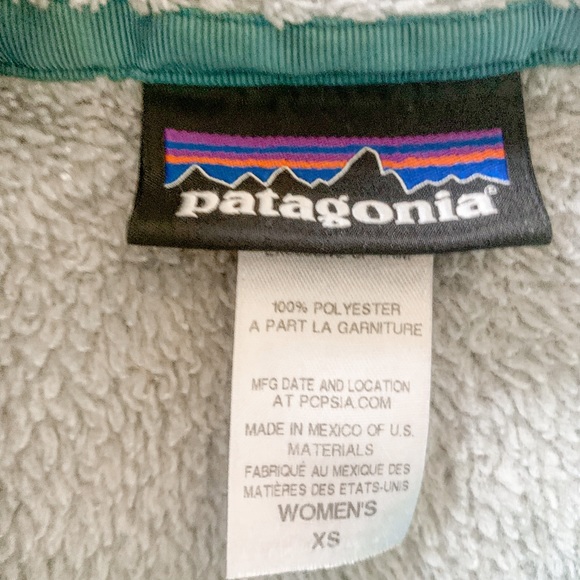 patagonia®
100% POLYESTER
A PART LA GARNITURE
MFG DATE AND LOCATION
AT PCPSIA.COM
MADE IN MEXICO OF U.S.
MATERIALS
FABRIQUÉ AU MEXIQUE DES
MATIÈRES DES ETATS-UNIS
WOMEN'S
XS